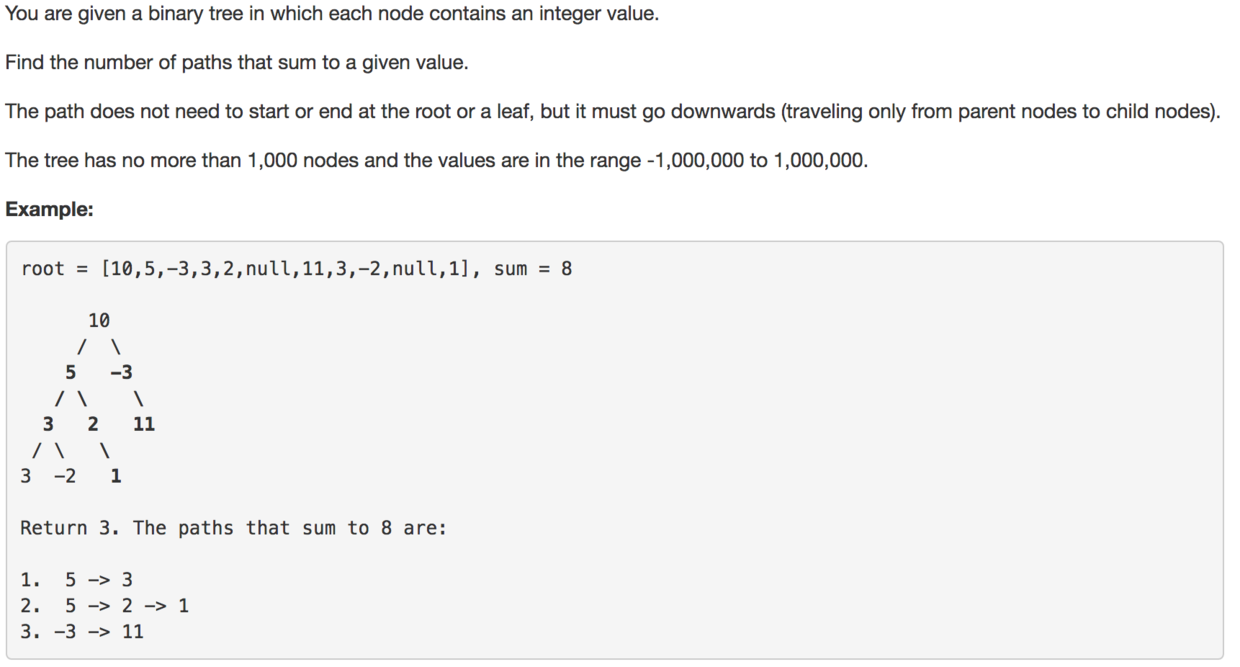 You are given a binary tree in which each node contains an integer value.
Find the number of paths that sum to a given value.
The path does not need to start or end at the root or a leaf, but it must go downwards (traveling only from parent nodes to child nodes).
The tree has no more than 1,000 nodes and the values are in the range -1,000,000 to 1,000,000.
Example:
root = [10,5,-3,3,2,null,11,3,-2,null,1], sum = 8
      10
     /  \
    5   -3
   / \    \
  3   2   11
 / \   \
3  -2   1
Return 3. The paths that sum to 8 are:
1.  5 -> 3
2.  5 -> 2 -> 1
3. -3 -> 11